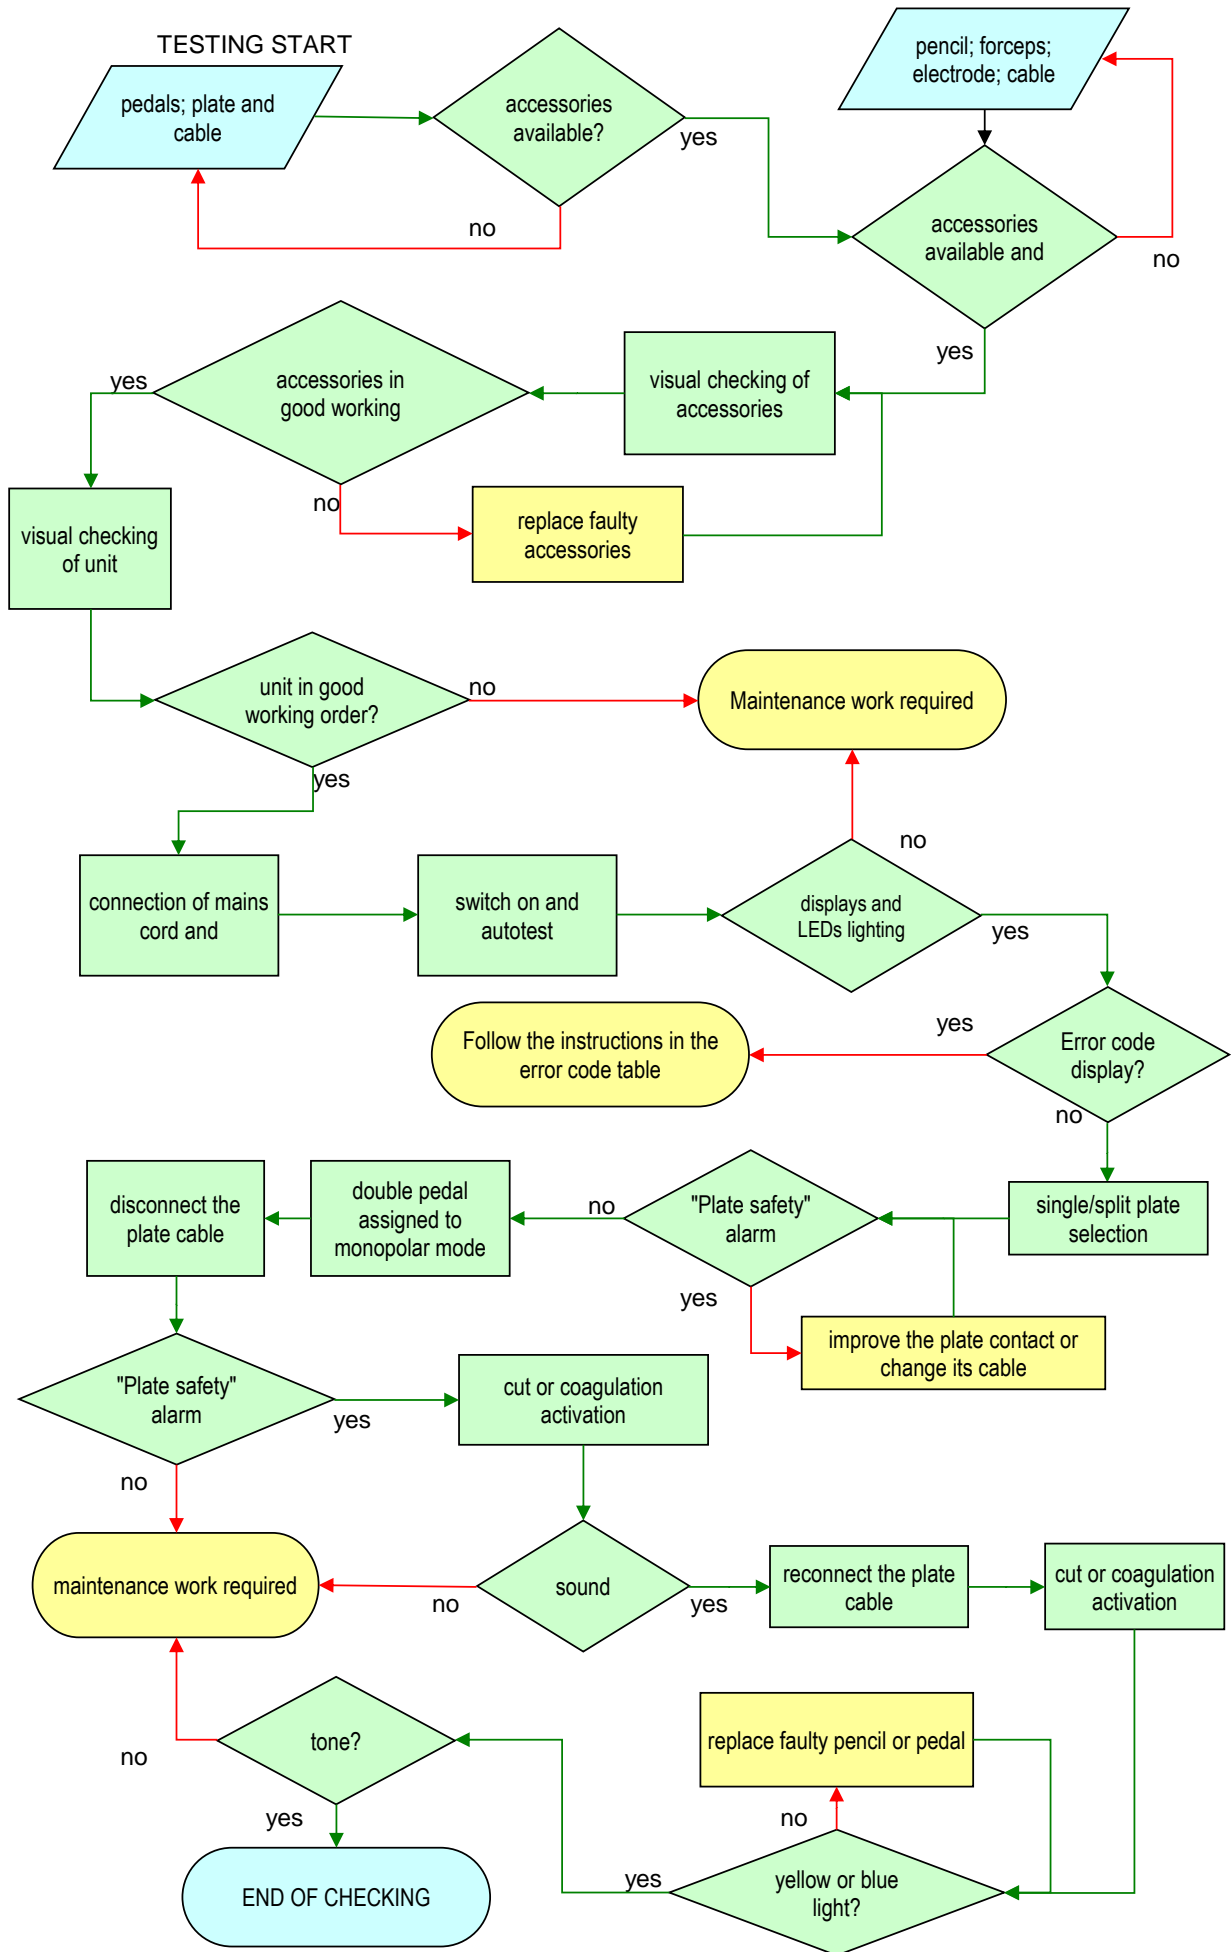 TESTING START
pedals; plate and
cable
accessories
available?
yes
no
pencil; forceps;
electrode; cable
accessories
available and
no
yes
visual checking of
accessories
accessories in
good working
yes
no
replace faulty
accessories
visual checking
of unit
unit in good
working order?
no
yes
Maintenance work required
connection of mains
cord and
switch on and
autotest
displays and
LEDs lighting
no
yes
Error code
display?
yes
no
Follow the instructions in the
error code table
single/split plate
selection
"Plate safety"
alarm
no
yes
improve the plate contact or
change its cable
double pedal
assigned to
monopolar mode
disconnect the
plate cable
"Plate safety"
alarm
yes
no
cut or coagulation
activation
maintenance work required
sound
no
yes
reconnect the plate
cable
cut or coagulation
activation
replace faulty pencil or pedal
no
yellow or blue
light?
yes
tone?
no
yes
END OF CHECKING